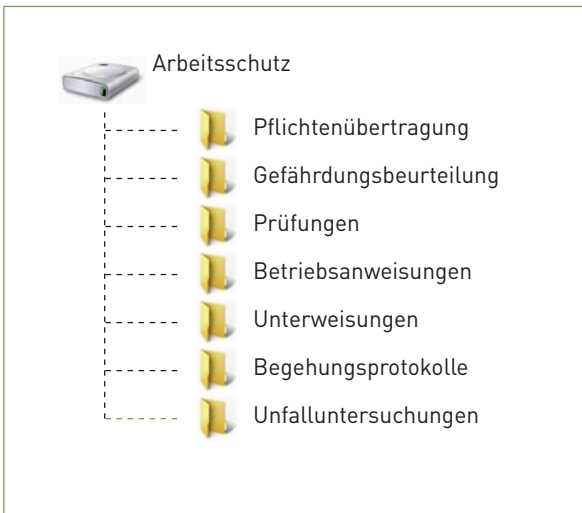 Arbeitsschutz
Pflichtenübertragung
Gefährdungsbeurteilung
Prüfungen
Betriebsanweisungen
Unterweisungen
Begehungsprotokolle
Unfalluntersuchungen